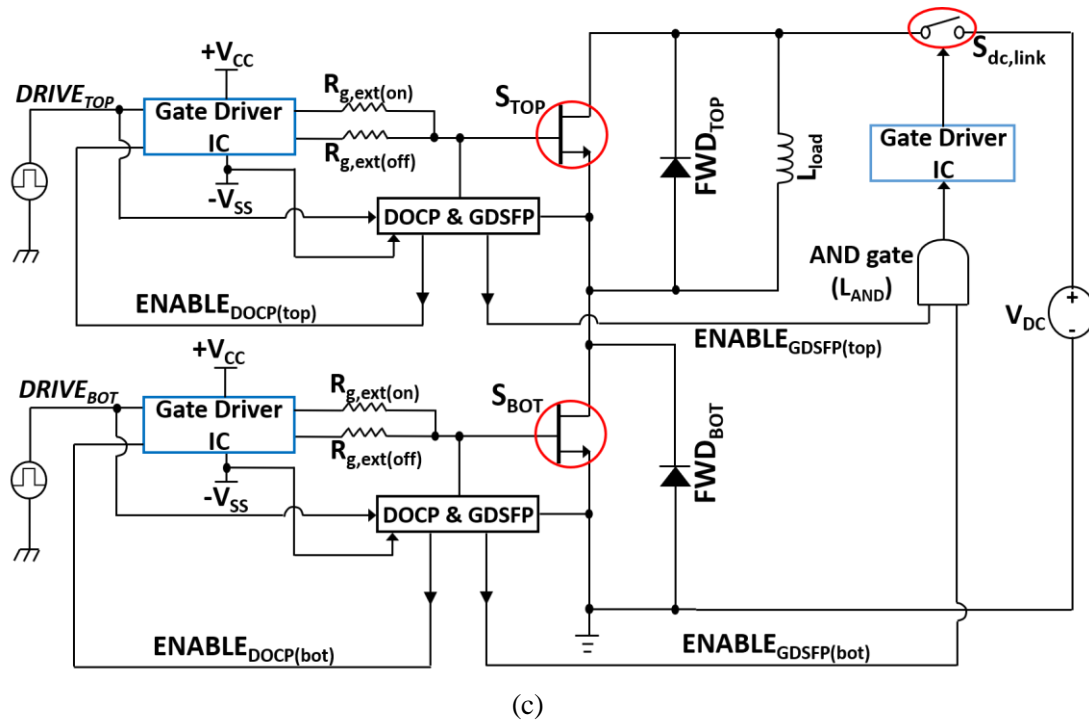 +VCC
DRIVETOP
Gate Driver
IC
Rg,ext(on)
Rg,ext(off)
-VSS
STOP
DOCP & GDSFP
FWDTOP
Lload
Sdc,link
Gate Driver
IC
AND gate
(LAND)
+
-
VDC
ENABLEDOCP(top)
ENABLEGDSFP(top)
+VCC
DRIVEBOT
Gate Driver
IC
Rg,ext(on)
Rg,ext(off)
-VSS
SBOT
DOCP & GDSFP
FWDBOT
ENABLEDOCP(bot)
ENABLEGDSFP(bot)
(c)